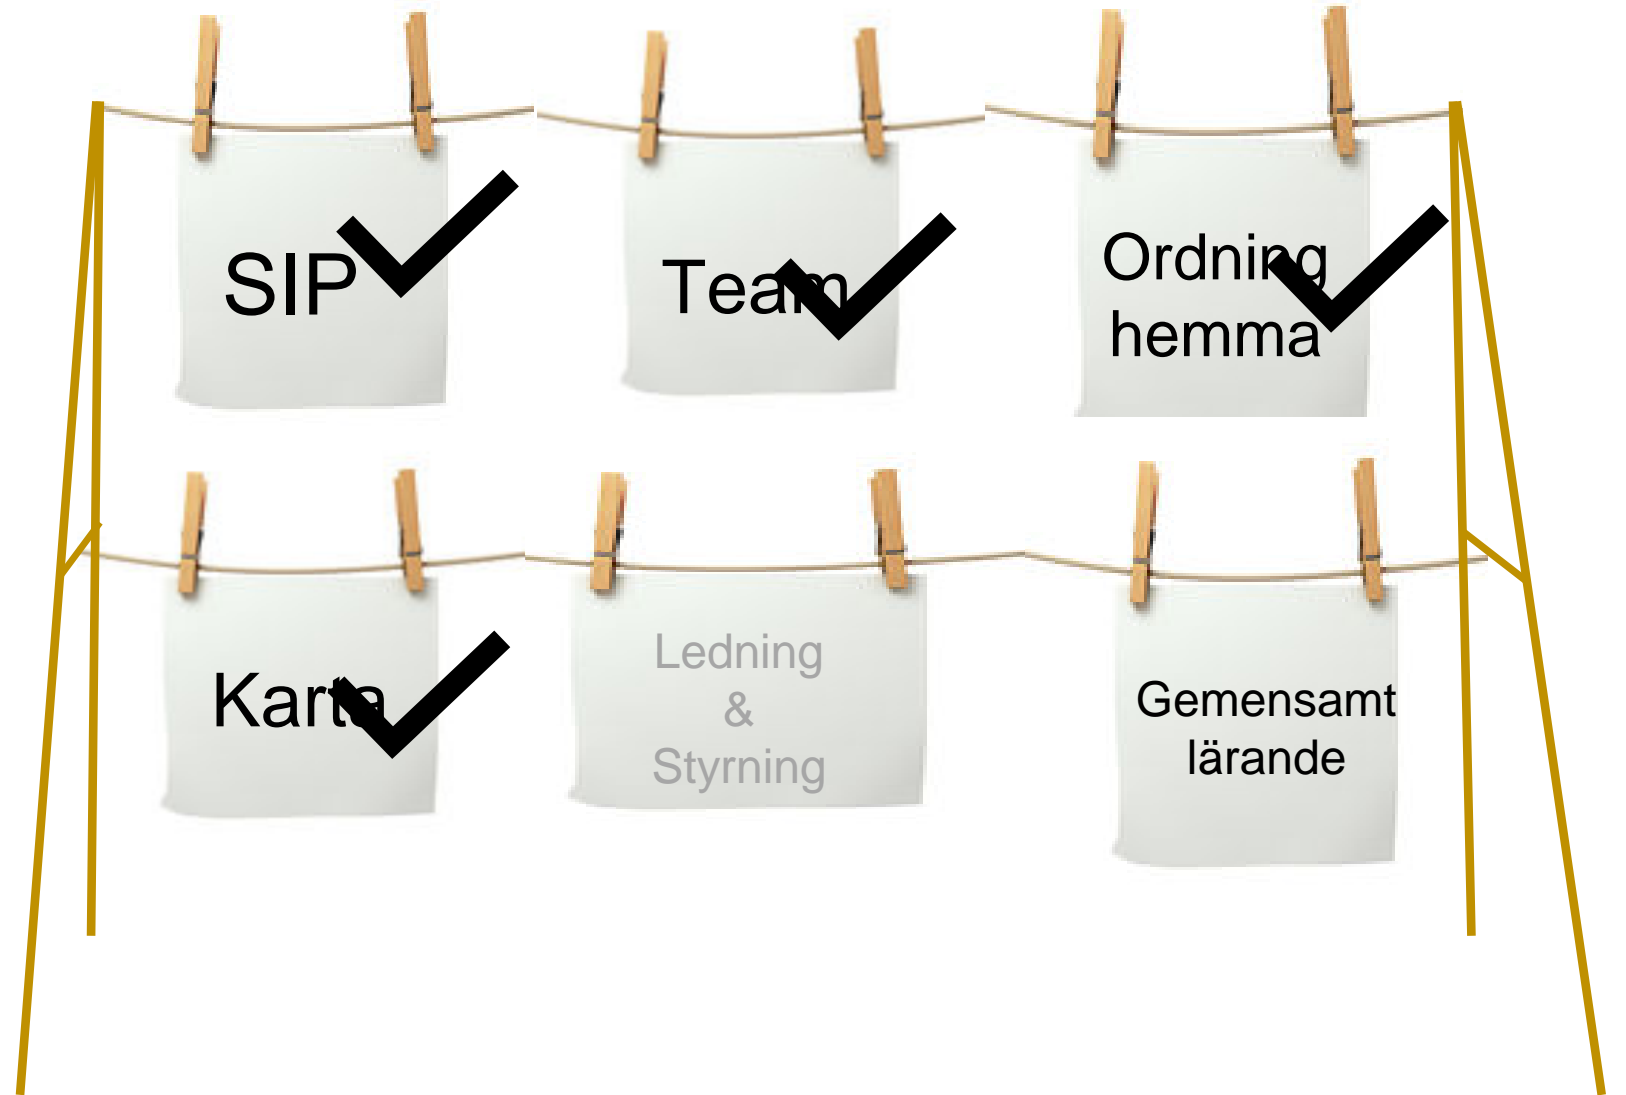 SIP
Team
Ordning
hemma
Karta
Ledning
&
Styrning
Gemensamt
lärande